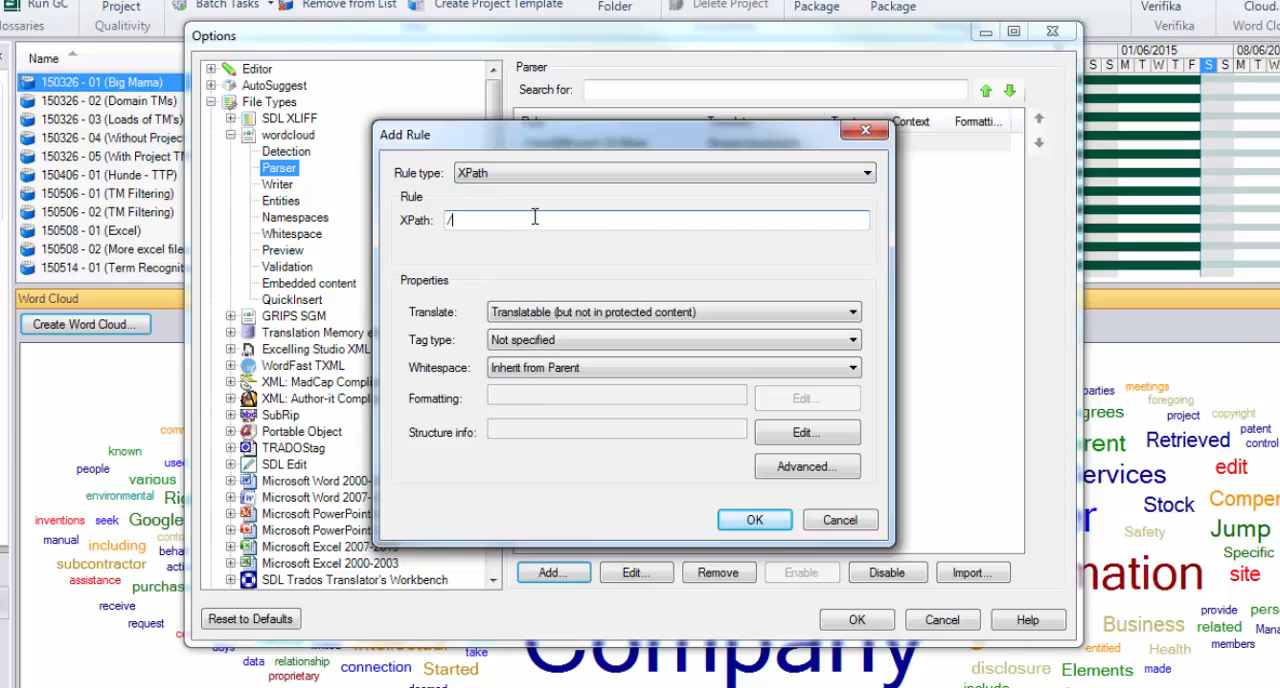 Run GC
Project
Batch Tasks
Remove from List
Create Project Template
Folder
Delete Project
Package
Package
Verifika
Cloud.
Qualitivity
Verifika
Word Cl
Name
150326 - 01 (Big Mama)
150326 - 02 (Domain TMs)
150326 - 03 (Loads of TM's)
150326 - 04 (Without Project
150326 - 05 (With Project TM
150406 - 01 (Hunde - TTP)
150506 - 01 (TM Filtering)
150506 - 02 (TM Filtering)
150508 - 01 (Excel)
150508 - 02 (More excel file
150514 - 01 (Term Recognit
01/06/2015
08/06/20
S S M T W T F S S M T W T
Word Cloud
Create Word Cloud...
Options
Editor
AutoSuggest
File Types
SDL XLIFF
wordcloud
Detection
Parser
Writer
Entities
Namespaces
Whitespace
Preview
Validation
Embedded content
QuickInsert
GRIPS SGM
Translation Memory e
Excelling Studio XML
WordFast TXML
XML: MadCap Compli
XML: Author-it Compl
SubRip
Portable Object
TRADOStag
SDL Edit
Microsoft Word 2000-
Microsoft Word 2007-
Microsoft PowerPoint
Microsoft PowerPoint
Microsoft Excel 2007-2013
Microsoft Excel 2000-2003
SDL Trados Translator's Workbench
Reset to Defaults
Parser
Search for:
Context
Formatti...
Add Rule
Rule type:
XPath
Rule
XPath:
/
Properties
Translate:
Translatable (but not in protected content)
Tag type:
Not specified
Whitespace:
Inherit from Parent
Formatting:
Edit...
Structure info:
Edit...
Advanced...
OK
Cancel
Add...
Edit...
Remove
Enable
Disable
Import...
OK
Cancel
Help
known
people
various
environmental
inventions
seek
Google
manual
including
subcontractor
assistance
purchas
receive
request
data
relationship
proprietary
connection
take
Started
Company
parties
meetings
foregoing
project
copyright
patent
Retrieved
control
edit
Stock
Safety
Jump
Specific
site
provide
Business
related
members
entitled
Health
disclosure
Elements
made